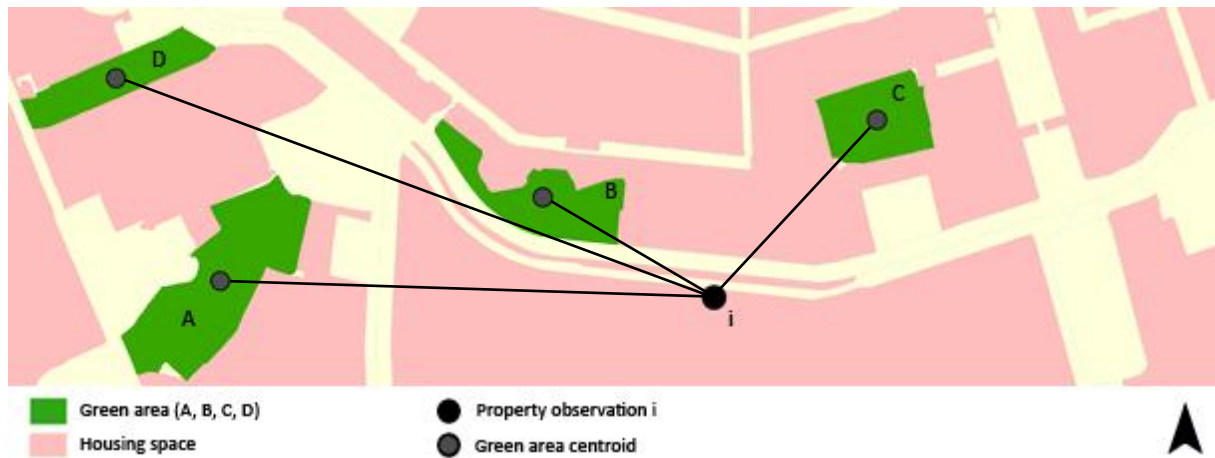 D
C
B
A
i
Green area (A, B, C, D)
Property observation i
Housing space
Green area centroid